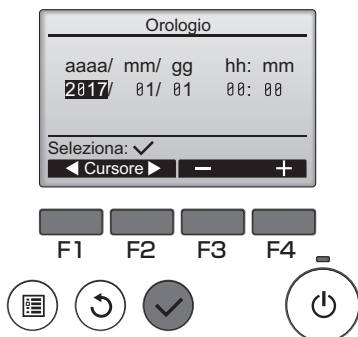 Orologio
aaaa/ mm/ gg hh: mm
2017/ 01/ 01 00: 00
Seleziona: ✓
◀ Cursore ▶ − +
F1 F2 F3 F4